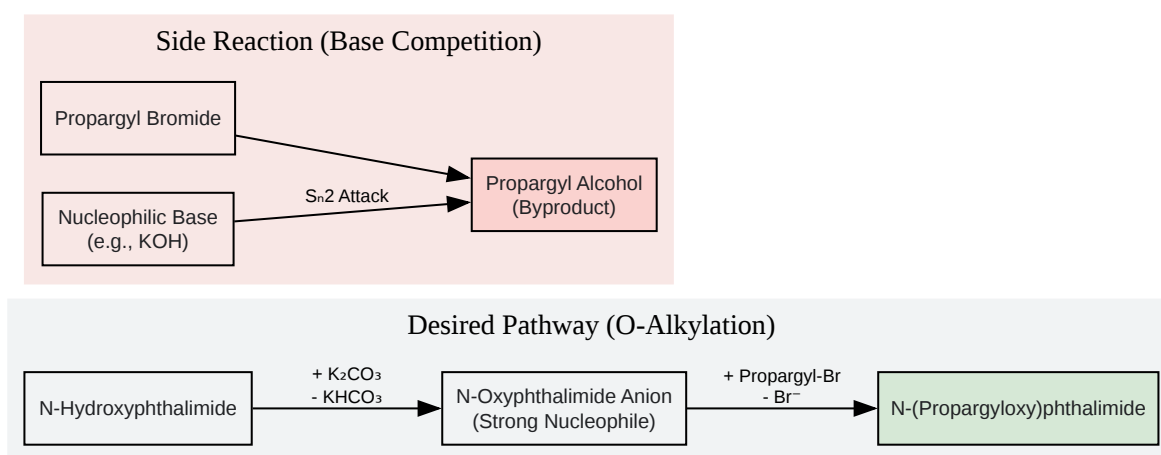 Side Reaction (Base Competition)
Propargyl Bromide
Nucleophilic Base
(e.g., KOH)
Sₙ2 Attack
Propargyl Alcohol
(Byproduct)
Desired Pathway (O-Alkylation)
N-Hydroxyphthalimide
+ K₂CO₃
- KHCO₃
N-Oxyphthalimide Anion
(Strong Nucleophile)
+ Propargyl-Br
- Br⁻
N-(Propargyloxy)phthalimide